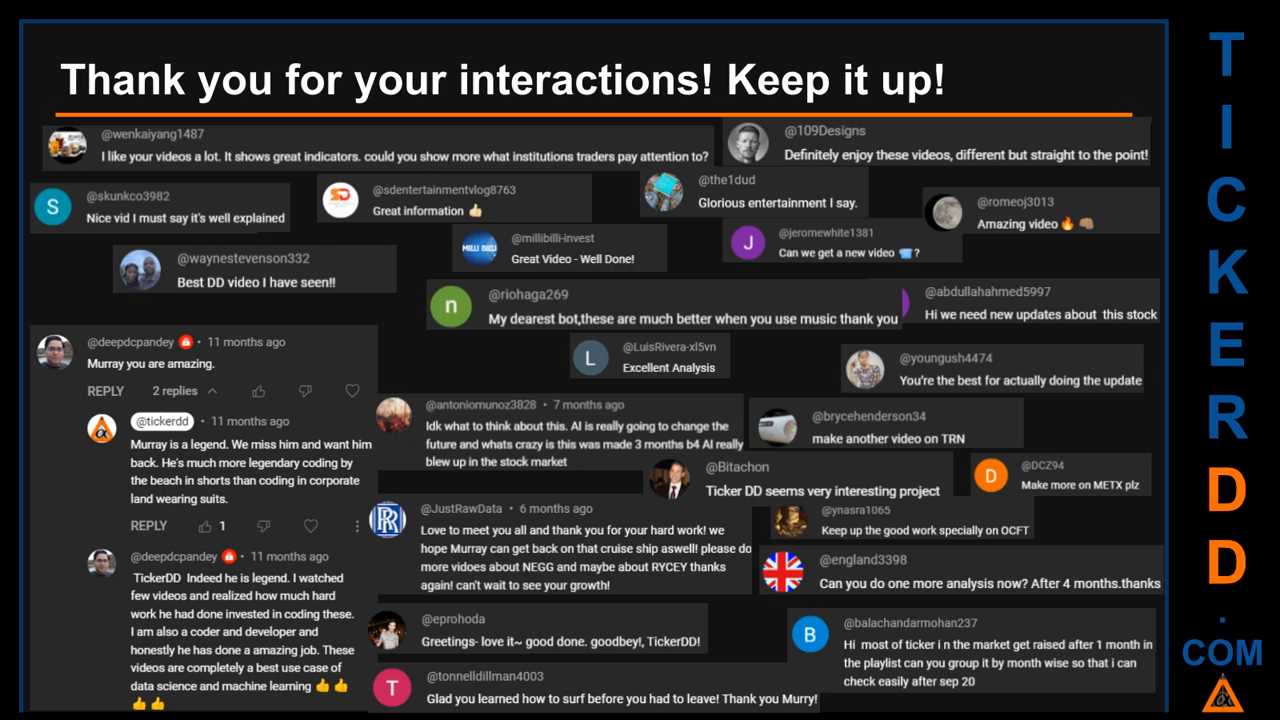 Thank you for your interactions! Keep it up!
@wenkaiyang1487
I like your videos a lot. It shows great indicators. could you show more what institutions traders pay attention to?
@109Designs
Definitely enjoy these videos, different but straight to the point!
@skunkco3982
Nice vid I must say it's well explained
@sdentertainmentvlog8763
Great information 👍🏻
@the1dud
Glorious entertainment I say.
@romeoj3013
Amazing video 🔥 👊🏽
@waynestevenson332
Best DD video I have seen!!
MILLI BILLI
@millibilli-invest
Great Video - Well Done!
J
@jeromewhite1381
Can we get a new video ?
n
@riohaga269
My dearest bot,these are much better when you use music thank you
@abdullahahmed5997
Hi we need new updates about this stock
L
@LuisRivera-xl5vn
Excellent Analysis
@youngush4474
You're the best for actually doing the update
@deepdcpandey • 11 months ago
Murray you are amazing.
REPLY 2 replies
@tickerdd • 11 months ago
Murray is a legend. We miss him and want him
back. He's much more legendary coding by
the beach in shorts than coding in corporate
land wearing suits.
REPLY 1
@deepdcpandey • 11 months ago
TickerDD Indeed he is legend. I watched
few videos and realized how much hard
work he had done invested in coding these.
I am also a coder and developer and
honestly he has done a amazing job. These
videos are completely a best use case of
data science and machine learning 👍 👍
👍 👍
@antoniomunoz3828 • 7 months ago
Idk what to think about this. AI is really going to change the
future and whats crazy is this was made 3 months b4 AI really
blew up in the stock market
@brycehenderson34
make another video on TRN
@Bitachon
Ticker DD seems very interesting project
D
@DCZ94
Make more on METX plz
@JustRawData • 6 months ago
Love to meet you all and thank you for your hard work! we
hope Murray can get back on that cruise ship aswell! please do
more vidoes about NEGG and maybe about RYCEY thanks
again! can't wait to see your growth!
@ynasra1065
Keep up the good work specially on OCFT
@england3398
Can you do one more analysis now? After 4 months.thanks
@eprohoda
Greetings- love it~ good done. goodbey!, TickerDD!
B
@balachandarmohan237
Hi most of ticker i n the market get raised after 1 month in
the playlist can you group it by month wise so that i can
check easily after sep 20
T
@tonnelldillman4003
Glad you learned how to surf before you had to leave! Thank you Murry!
S
SD
RR
T
I
C
K
E
R
D
D
.
COM
α